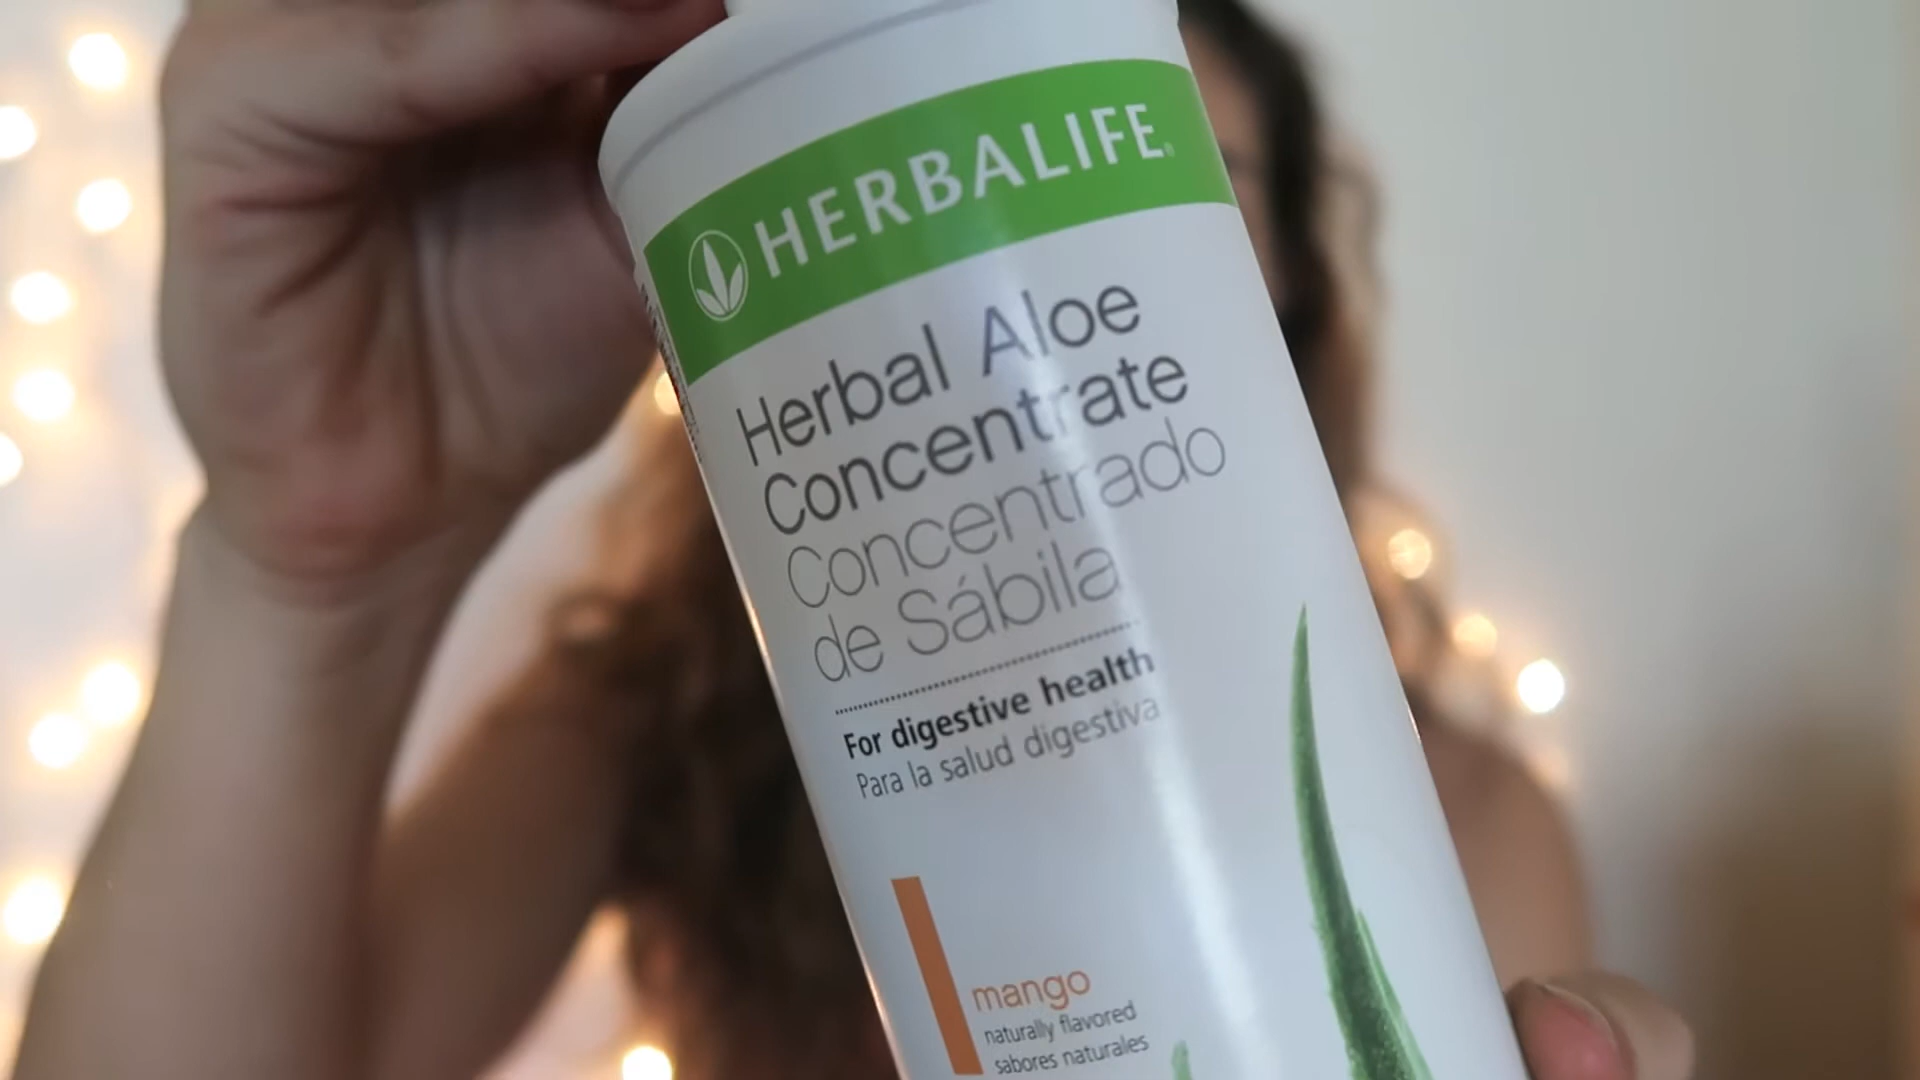 HERBALIFE®
Herbal Aloe
Concentrate
Concentrado
de Sábila
For digestive health
Para la salud digestiva
mango
naturally flavored
sabores naturales